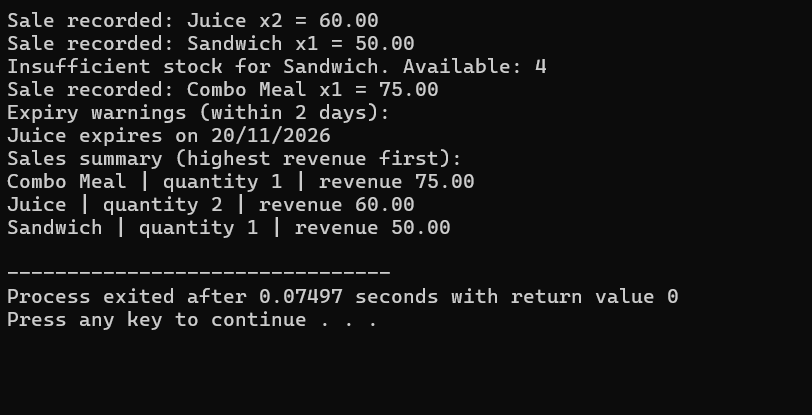 Sale recorded: Juice x2 = 60.00
Sale recorded: Sandwich x1 = 50.00
Insufficient stock for Sandwich. Available: 4
Sale recorded: Combo Meal x1 = 75.00
Expiry warnings (within 2 days):
Juice expires on 20/11/2026
Sales summary (highest revenue first):
Combo Meal | quantity 1 | revenue 75.00
Juice | quantity 2 | revenue 60.00
Sandwich | quantity 1 | revenue 50.00
--------------------------------
Process exited after 0.07497 seconds with return value 0
Press any key to continue . . .